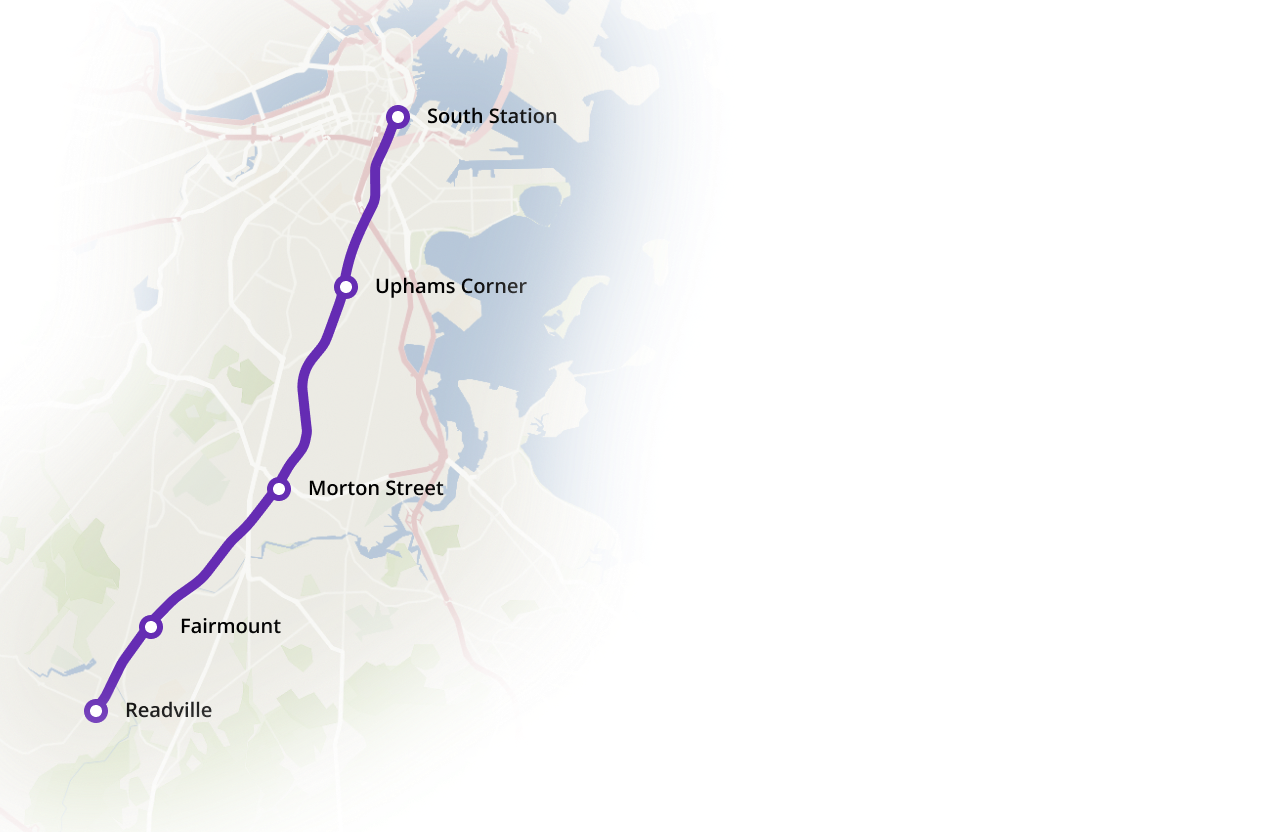 South Station
Uphams Corner
Morton Street
Fairmount
Readville